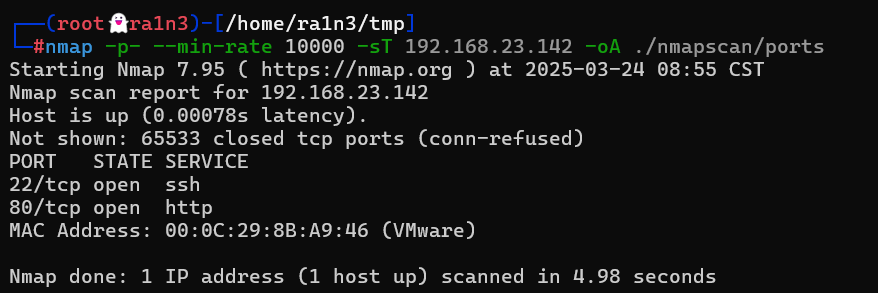 ┌──(root👻ra1n3)-[/home/ra1n3/tmp]
└─#nmap -p- --min-rate 10000 -sT 192.168.23.142 -oA ./nmapscan/ports
Starting Nmap 7.95 ( https://nmap.org ) at 2025-03-24 08:55 CST
Nmap scan report for 192.168.23.142
Host is up (0.00078s latency).
Not shown: 65533 closed tcp ports (conn-refused)
PORT   STATE SERVICE
22/tcp open  ssh
80/tcp open  http
MAC Address: 00:0C:29:8B:A9:46 (VMware)
Nmap done: 1 IP address (1 host up) scanned in 4.98 seconds